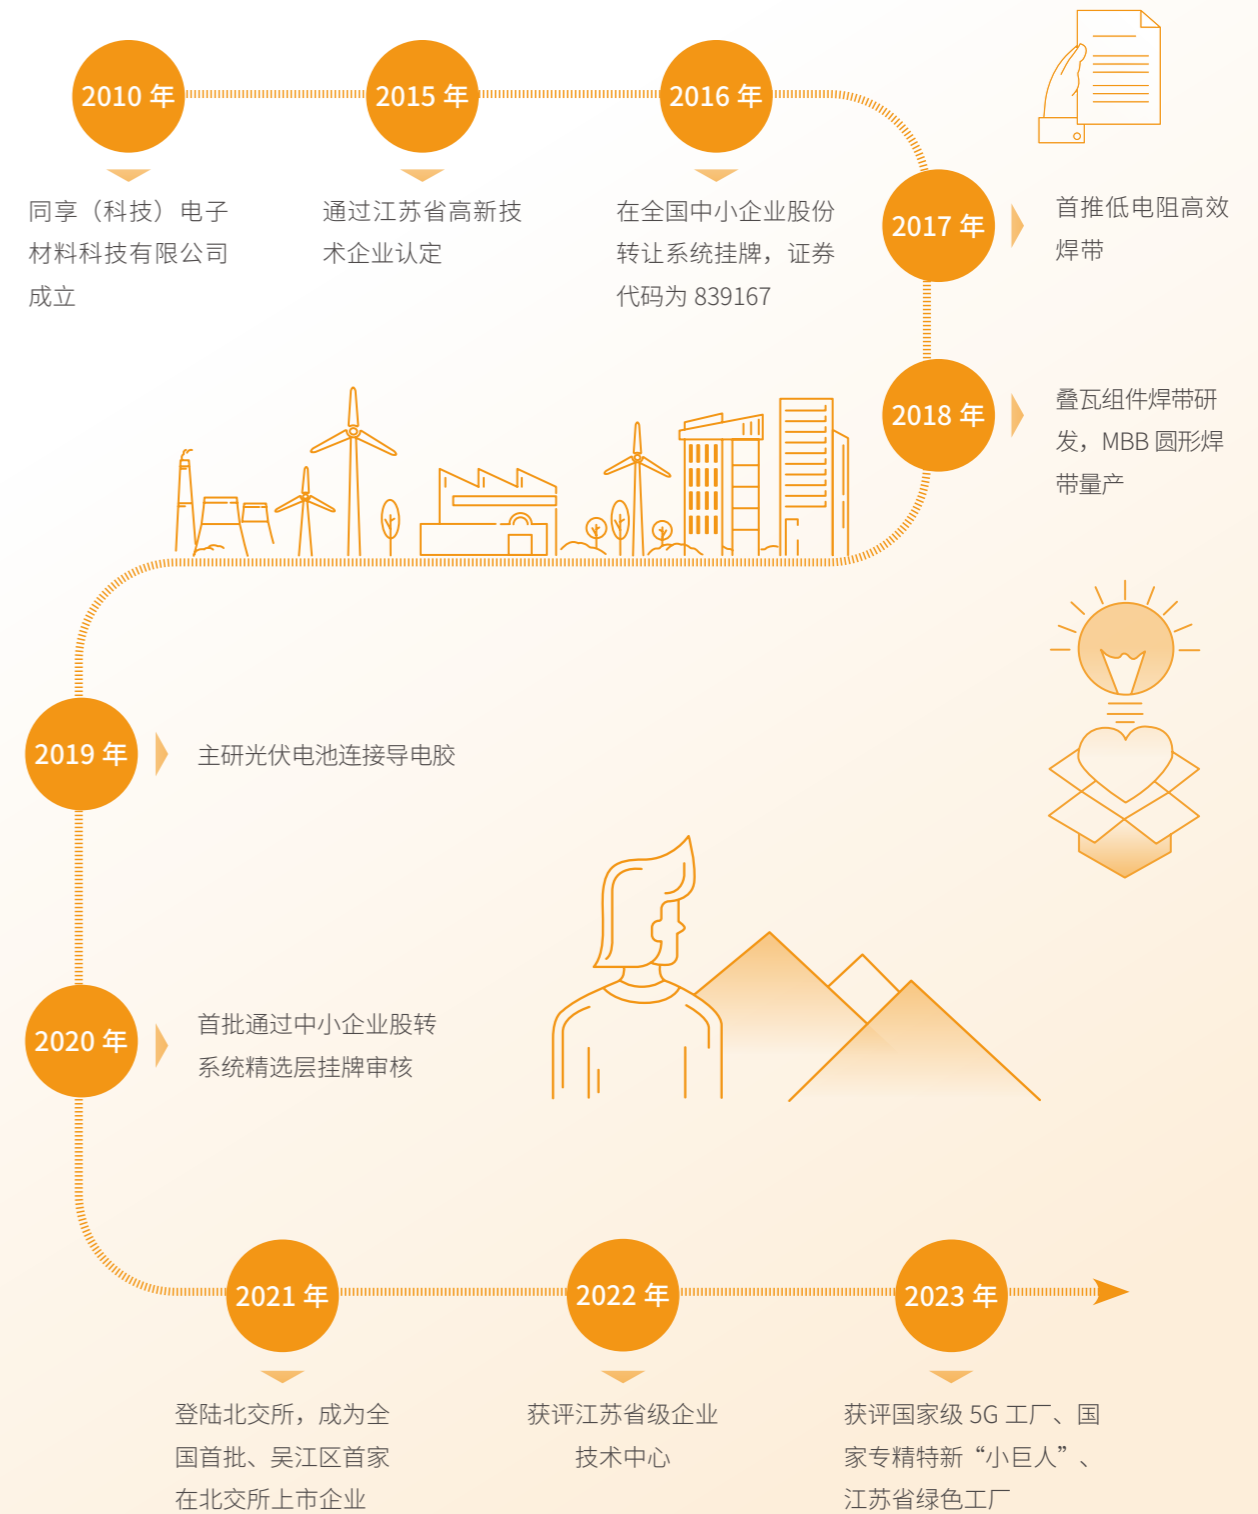 2010 年
同享（科技）电子
材料科技有限公司
成立
2015 年
通过江苏省高新技
术企业认定
2016 年
在全国中小企业股份
转让系统挂牌，证券
代码为 839167
2017 年
首推低电阻高效
焊带
2018 年
叠瓦组件焊带研
发，MBB 圆形焊
带量产
2019 年
主研光伏电池连接导电胶
2020 年
首批通过中小企业股转
系统精选层挂牌审核
2021 年
登陆北交所，成为全
国首批、吴江区首家
在北交所上市企业
2022 年
获评江苏省级企业
技术中心
2023 年
获评国家级 5G 工厂、国
家专精特新“小巨人”、
江苏省绿色工厂